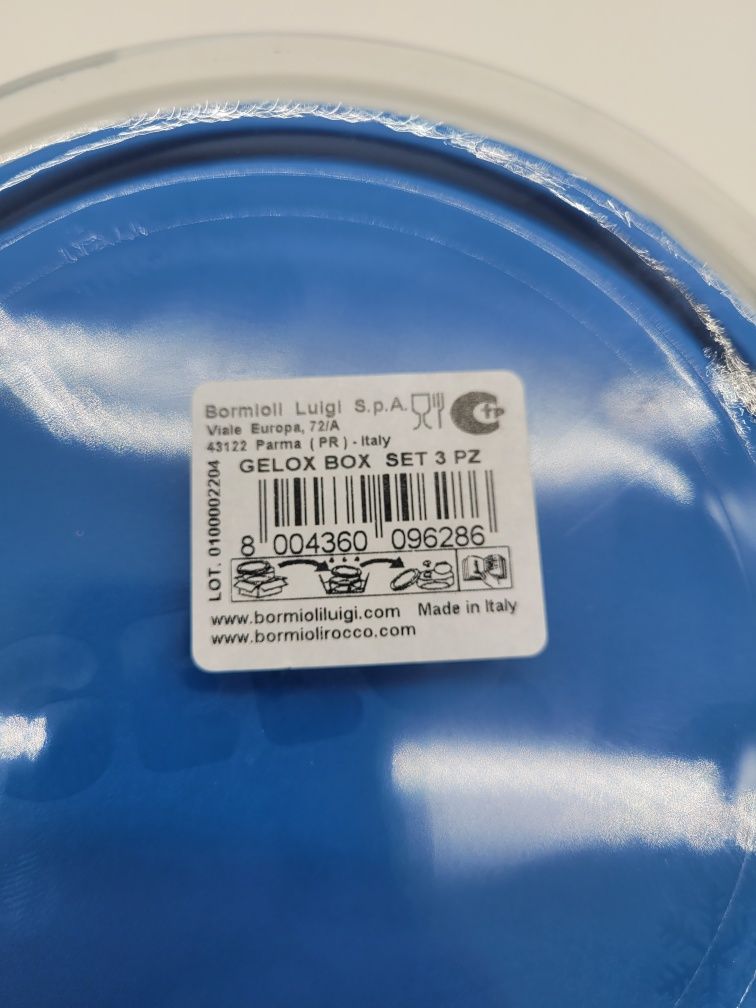 Bormioli Luigi S.p.A.
Viale Europa, 72/A
43122 Parma (PR) - Italy
GELOX BOX SET 3 PZ
LOT. 0100002204
8 004360 096286
www.bormioliluigi.com Made in Italy
www.bormiolirocco.com